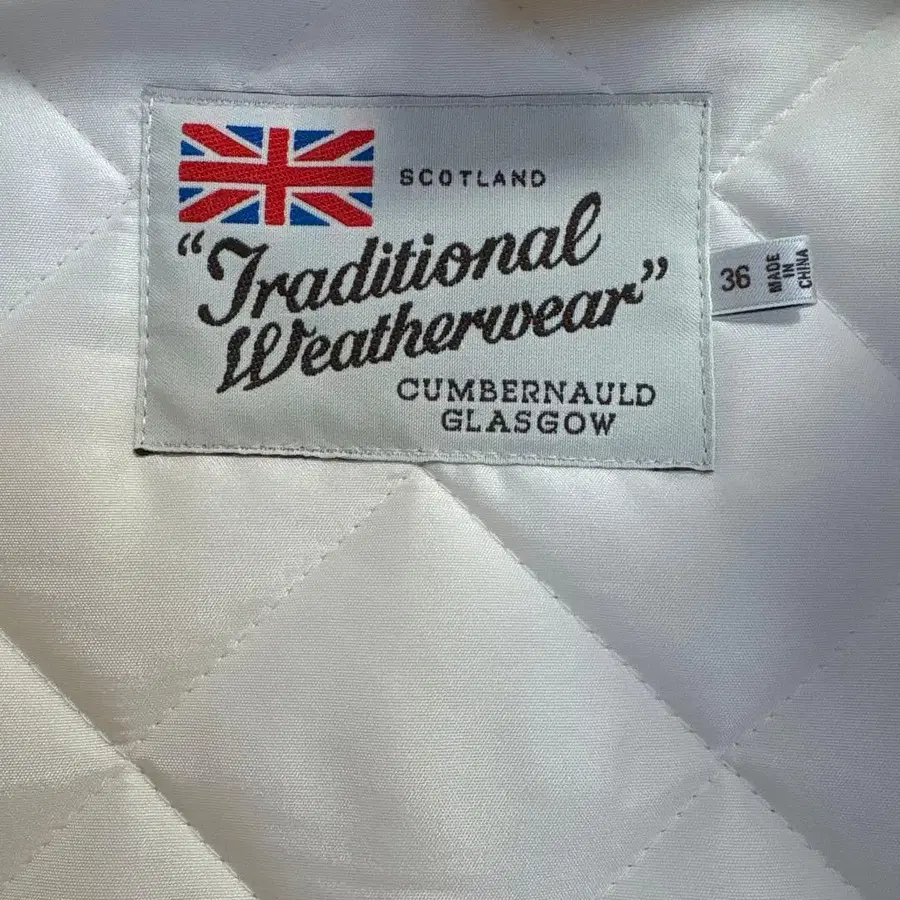 SCOTLAND
"Traditional
Weatherwear"
CUMBERNAULD
GLASGOW
36
MADE
IN
CHINA